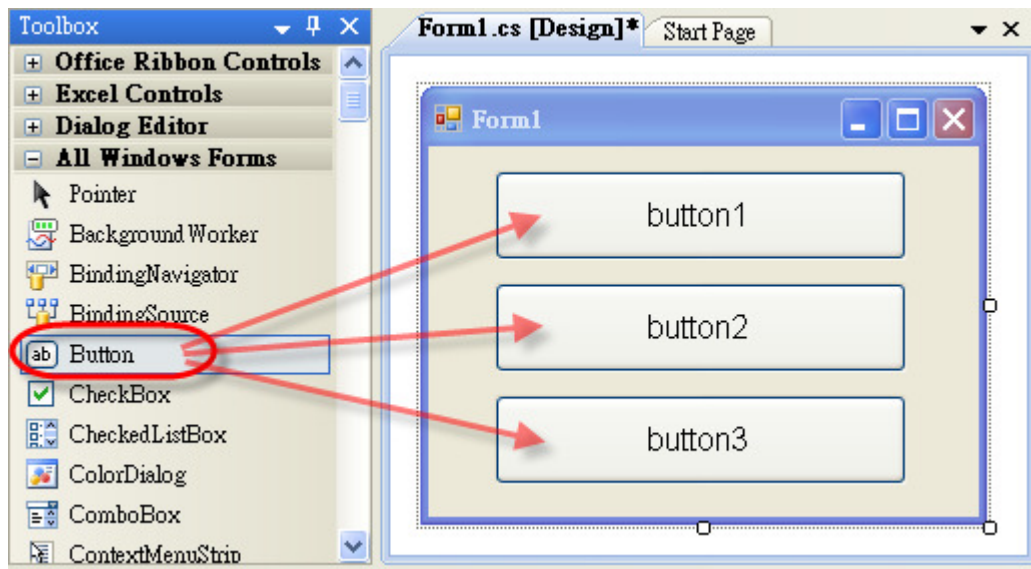 Toolbox
Office Ribbon Controls
Excel Controls
Dialog Editor
All Windows Forms
Pointer
BackgroundWorker
BindingNavigator
BindingSource
ab Button
CheckBox
CheckedListBox
ColorDialog
ComboBox
ContextMenuStrip
Form1.cs [Design]* Start Page
Form1
button1
button2
button3